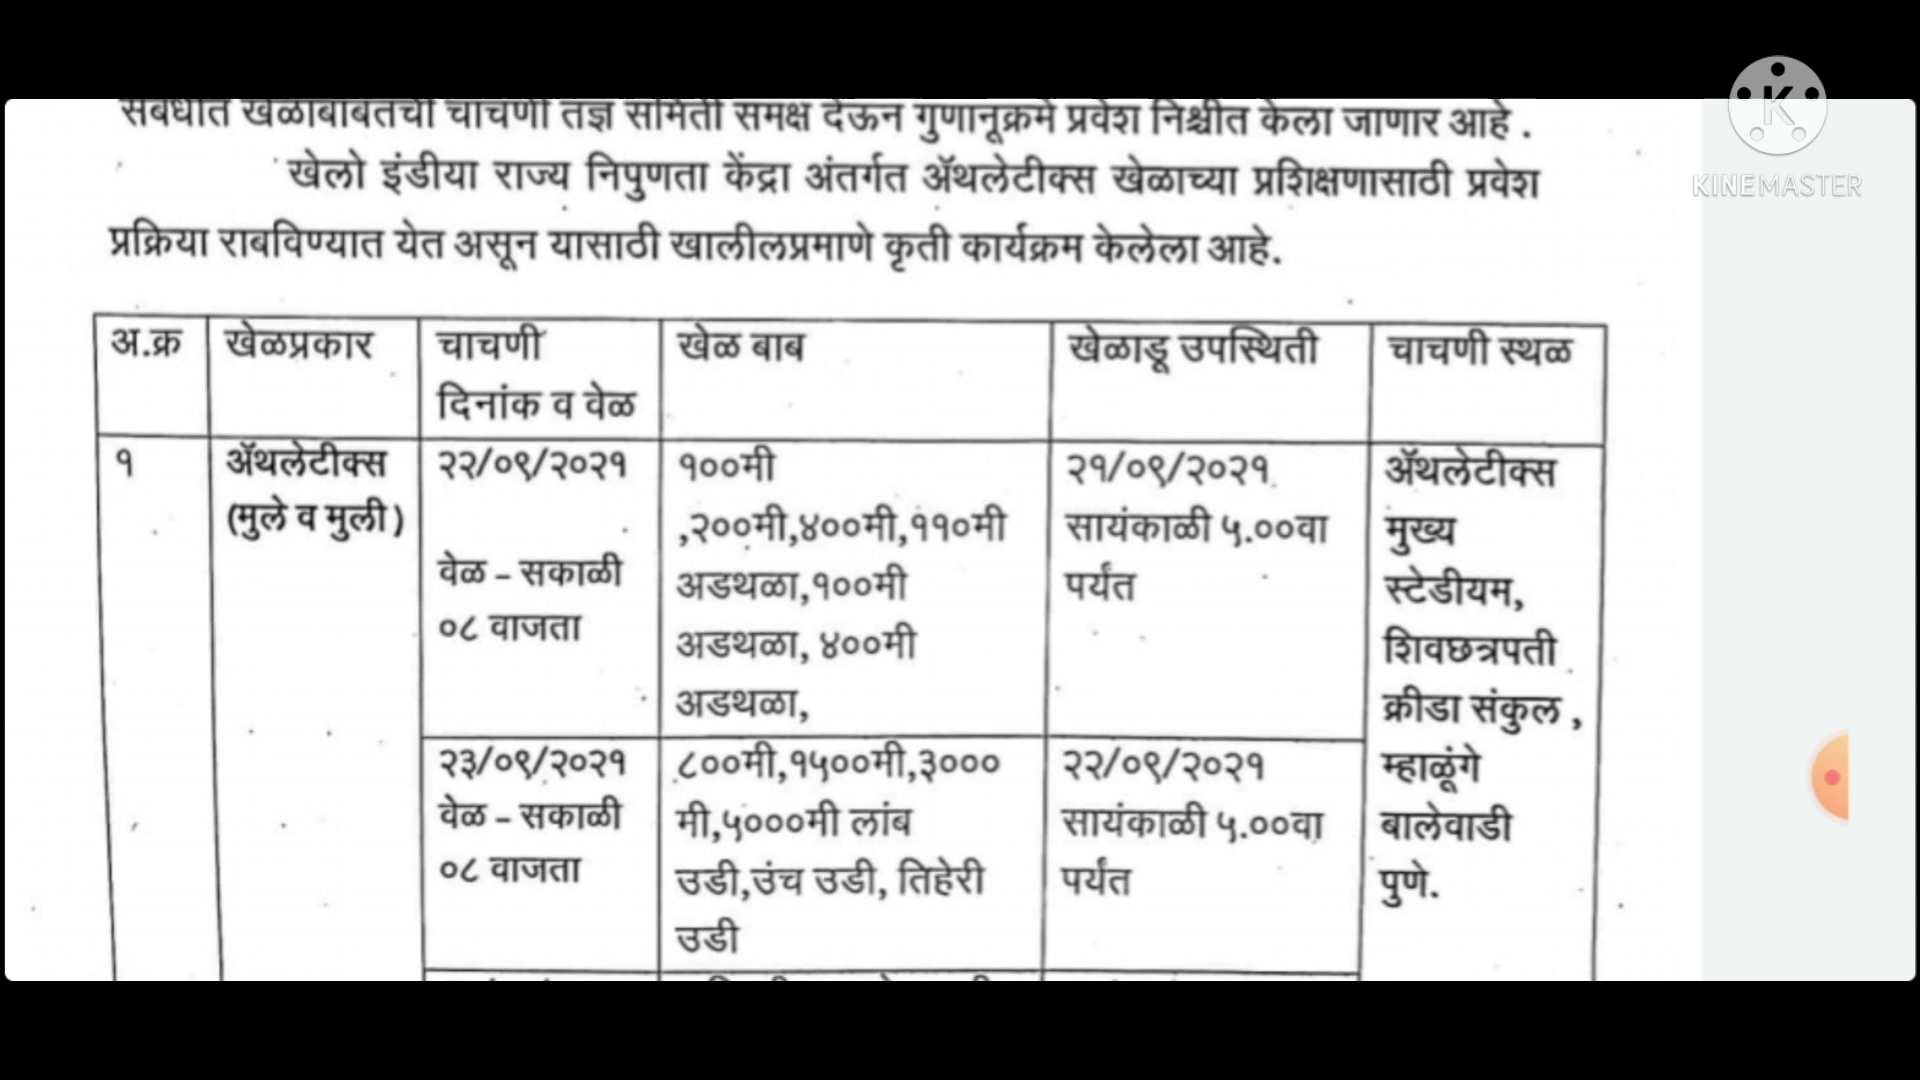 संबंधीत खेळाबाबतची चाचणी तज्ञ समिती समक्ष देऊन गुणानूक्रमे प्रवेश निश्चीत केला जाणार आहे .
खेलो इंडीया राज्य निपुणता केंद्रा अंतर्गत ॲथलेटीक्स खेळाच्या प्रशिक्षणासाठी प्रवेश
प्रक्रिया राबविण्यात येत असून यासाठी खालीलप्रमाणे कृती कार्यक्रम केलेला आहे.
अ.क्र
खेळप्रकार
चाचणी
दिनांक व वेळ
खेळ बाब
खेळाडू उपस्थिती
चाचणी स्थळ
१
ॲथलेटीक्स
(मुले व मुली)
२२/०९/२०२१
वेळ – सकाळी
०८ वाजता
१००मी
,२००मी,४००मी,११०मी
अडथळा,१००मी
अडथळा, ४००मी
अडथळा,
२१/०९/२०२१
सायंकाळी ५.००वा
पर्यंत
ॲथलेटीक्स
मुख्य
स्टेडीयम,
शिवछत्रपती
क्रीडा संकुल ,
म्हाळूंगे
बालेवाडी
पुणे.
२३/०९/२०२१
वेळ – सकाळी
०८ वाजता
८००मी,१५००मी,३०००
मी,५०००मी लांब
उडी,उंच उडी, तिहेरी
उडी
२२/०९/२०२१
सायंकाळी ५.००वा
पर्यंत
K
KINEMASTER